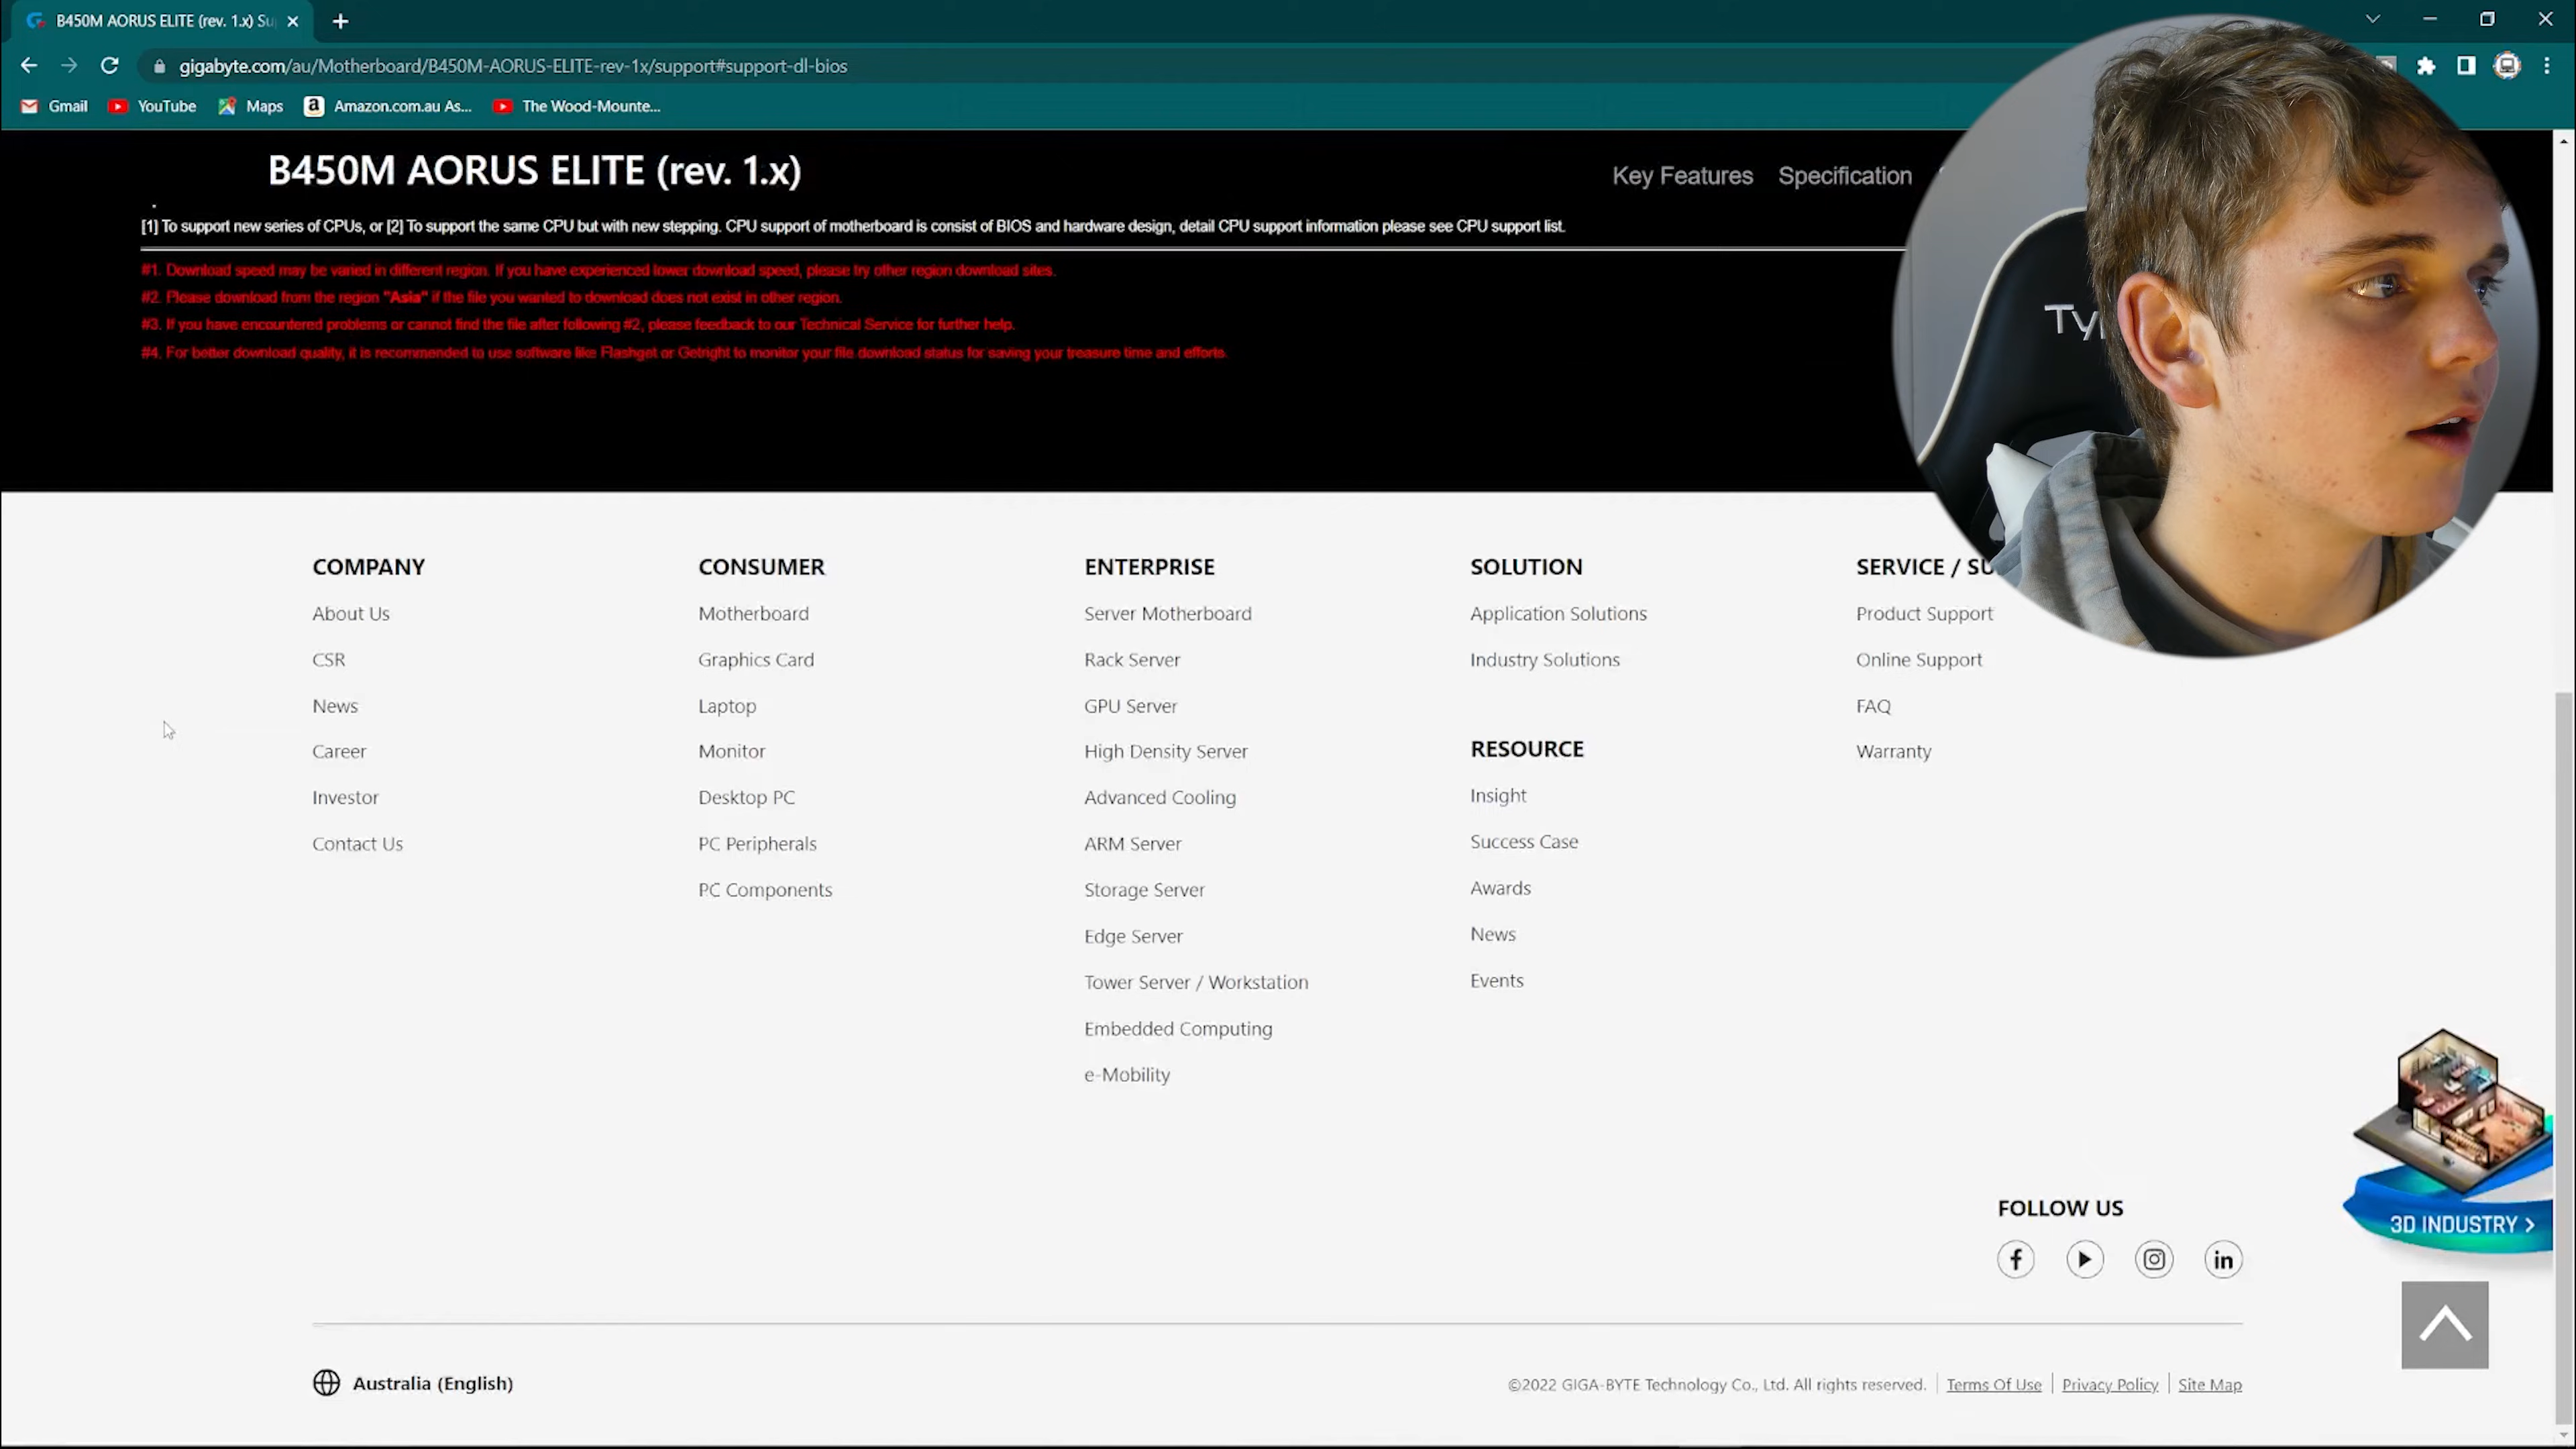 B450M AORUS ELITE (rev. 1.x) Su
gigabyte.com/au/Motherboard/B450M-AORUS-ELITE-rev-1x/support#support-dl-bios
Gmail YouTube Maps Amazon.com.au As... The Wood-Mounte...
B450M AORUS ELITE (rev. 1.x)
Key Features Specification
[1] To support new series of CPUs, or [2] To support the same CPU but with new stepping. CPU support of motherboard is consist of BIOS and hardware design, detail CPU support information please see CPU support list.
#1. Download speed may be varied in different region. If you have experienced lower download speed, please try other region download sites.
#2. Please download from the region "Asia" if the file you wanted to download does not exist in other region.
#3. If you have encountered problems or cannot find the file after following #2, please feedback to our Technical Service for further help.
#4. For better download quality, it is recommended to use software like Flashget or Getright to monitor your file download status for saving your treasure time and efforts.
Ty
COMPANY
About Us
CSR
News
Career
Investor
Contact Us
CONSUMER
Motherboard
Graphics Card
Laptop
Monitor
Desktop PC
PC Peripherals
PC Components
ENTERPRISE
Server Motherboard
Rack Server
GPU Server
High Density Server
Advanced Cooling
ARM Server
Storage Server
Edge Server
Tower Server / Workstation
Embedded Computing
e-Mobility
SOLUTION
Application Solutions
Industry Solutions
RESOURCE
Insight
Success Case
Awards
News
Events
SERVICE / SU
Product Support
Online Support
FAQ
Warranty
3D INDUSTRY >
FOLLOW US
Australia (English)
©2022 GIGA-BYTE Technology Co., Ltd. All rights reserved. Terms Of Use Privacy Policy Site Map